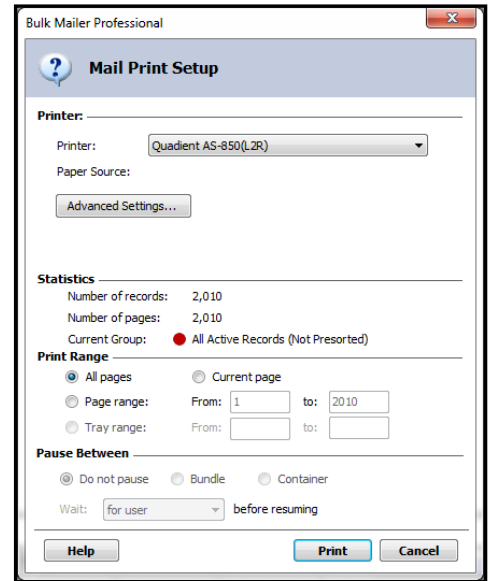 Bulk Mailer Professional
Mail Print Setup
Printer:
Printer: Quadient AS-850(L2R)
Paper Source:
Advanced Settings...
Statistics
Number of records: 2,010
Number of pages: 2,010
Current Group: All Active Records (Not Presorted)
Print Range
All pages Current page
Page range: From: 1 to: 2010
Tray range: From: to:
Pause Between
Do not pause Bundle Container
Wait: for user before resuming
Help Print Cancel